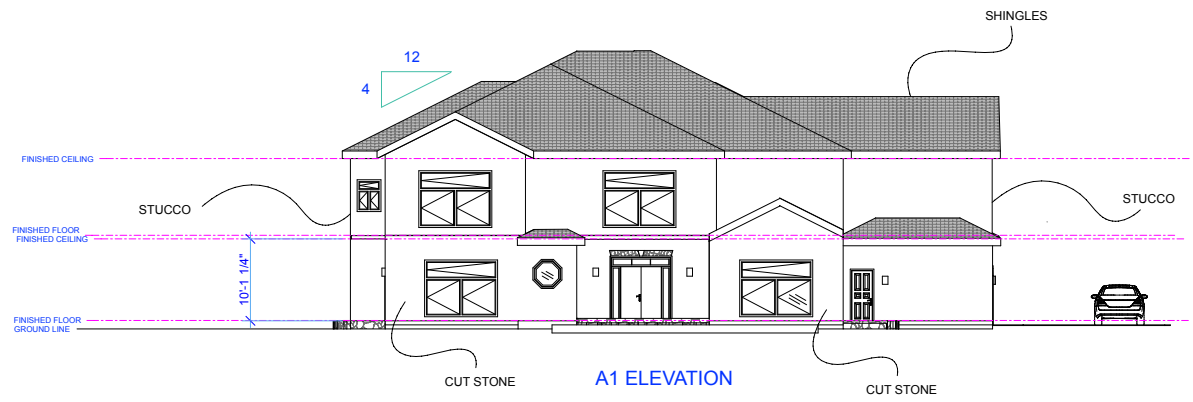 SHINGLES
12
4
FINISHED CEILING
STUCCO
STUCCO
FINISHED FLOOR
FINISHED CEILING
10'-1 1/4"
FINISHED FLOOR
GROUND LINE
CUT STONE
A1 ELEVATION
CUT STONE